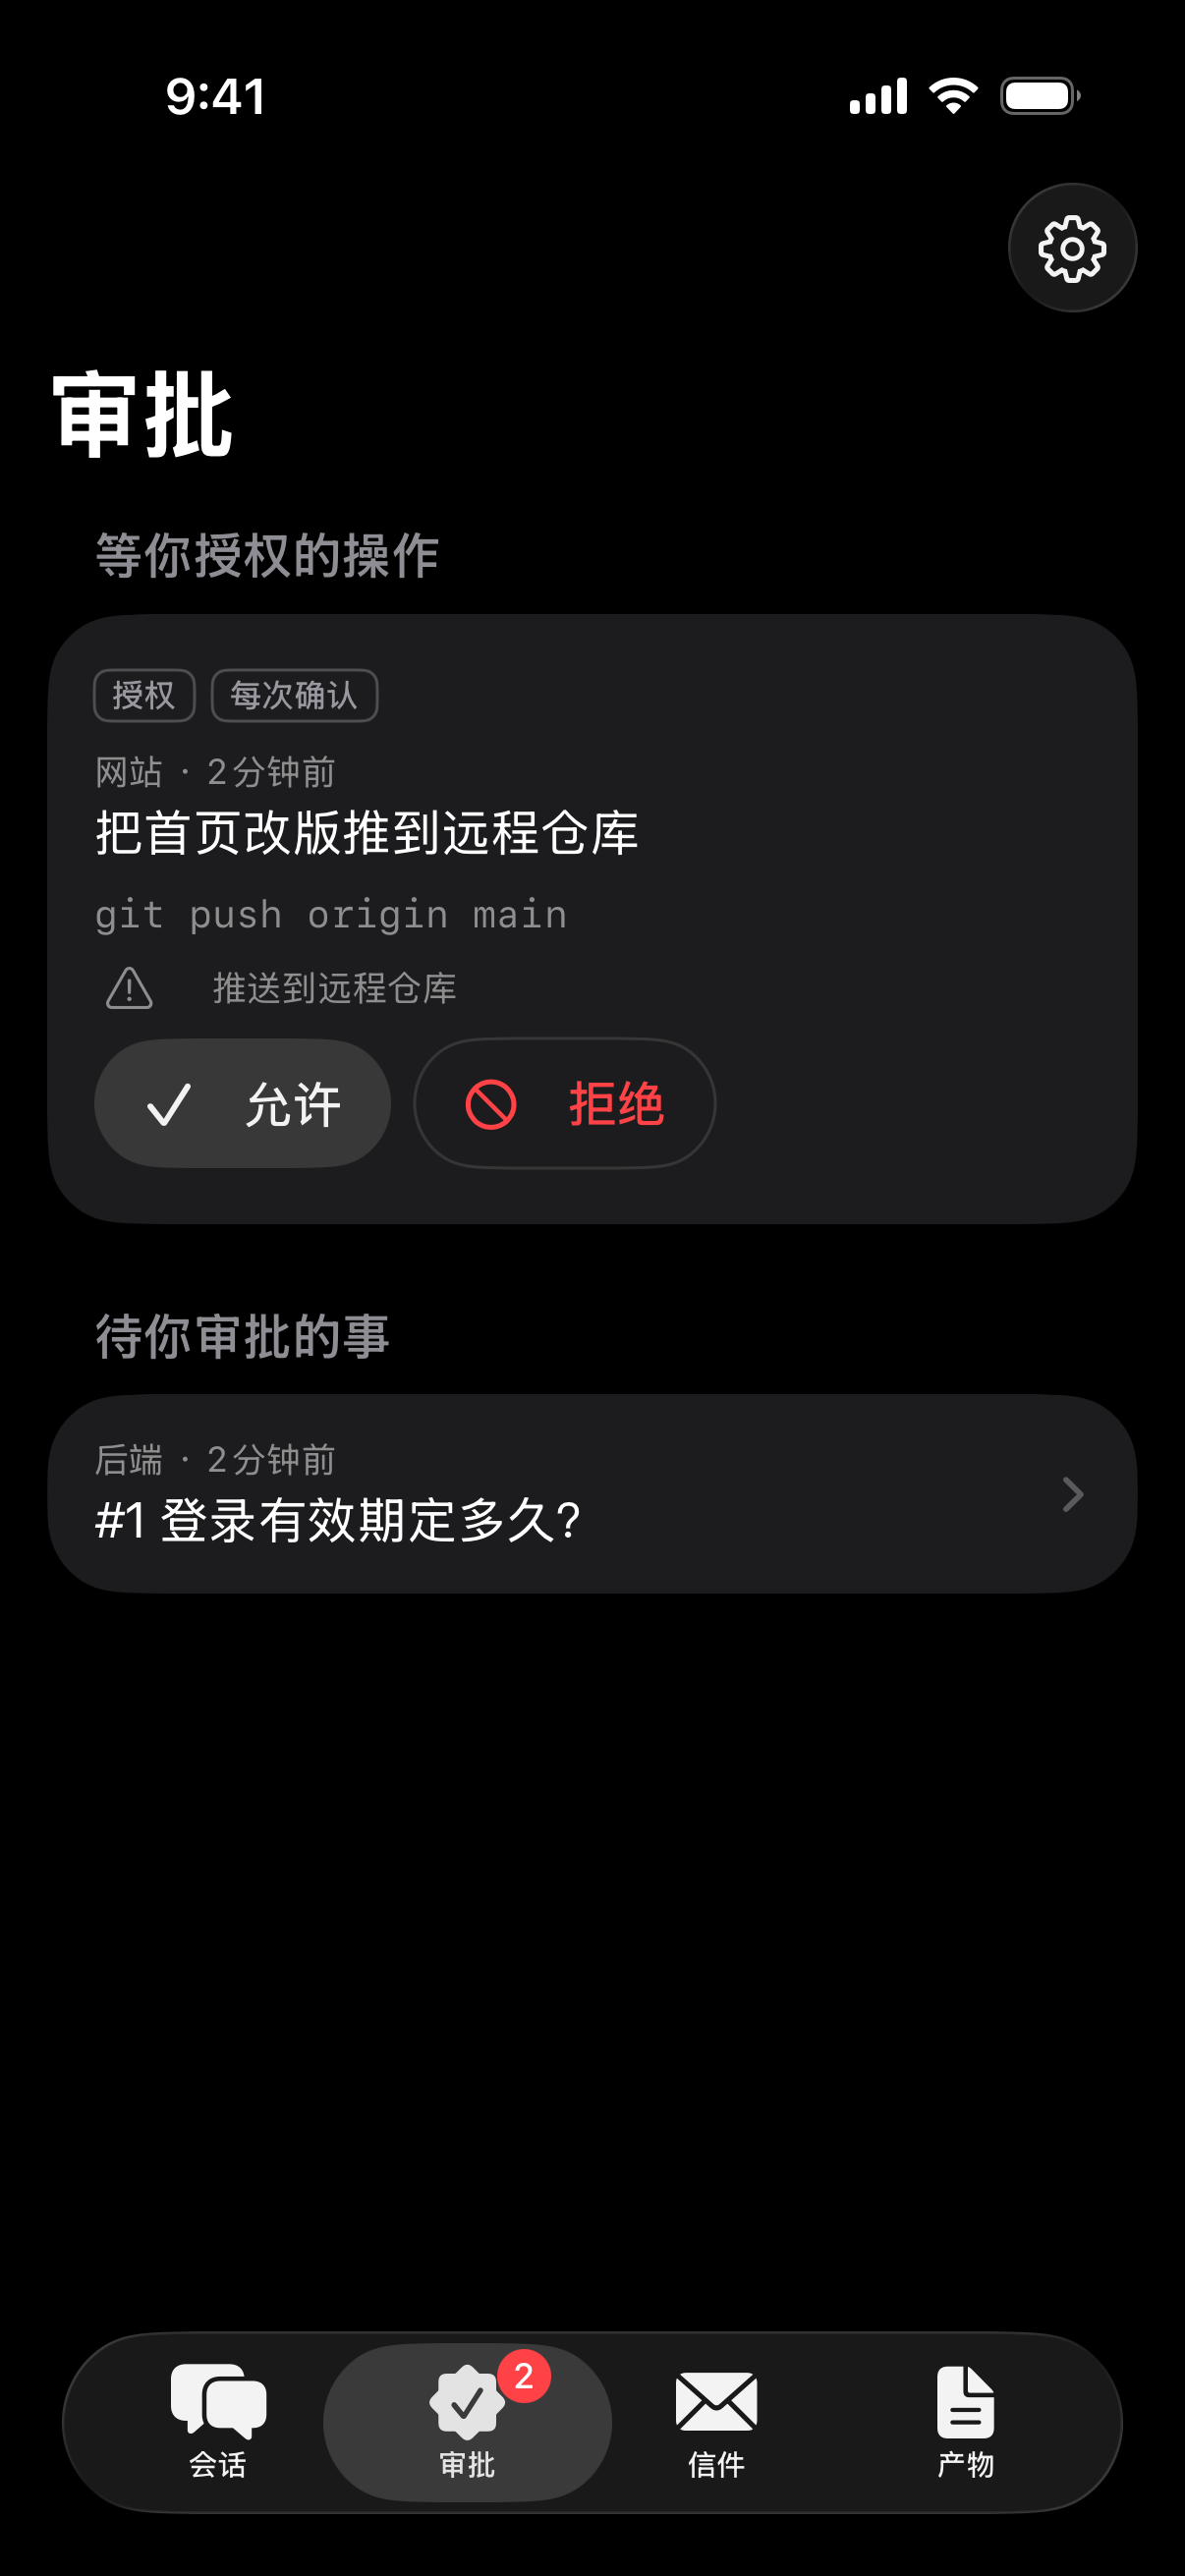 9:41
审批
等你授权的操作
授权 每次确认
网站 · 2分钟前
把首页改版推到远程仓库
git push origin main
推送到远程仓库
允许 拒绝
待你审批的事
后端 · 2分钟前
#1 登录有效期定多久?
2
会话 审批 信件 产物